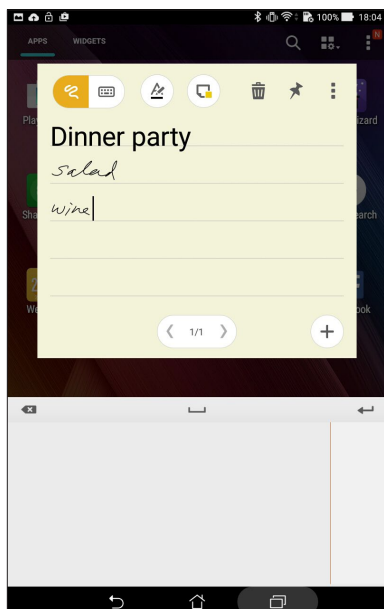 100% 18:04
APPS WIDGETS
N
Dinner party
salad
wine
1/1